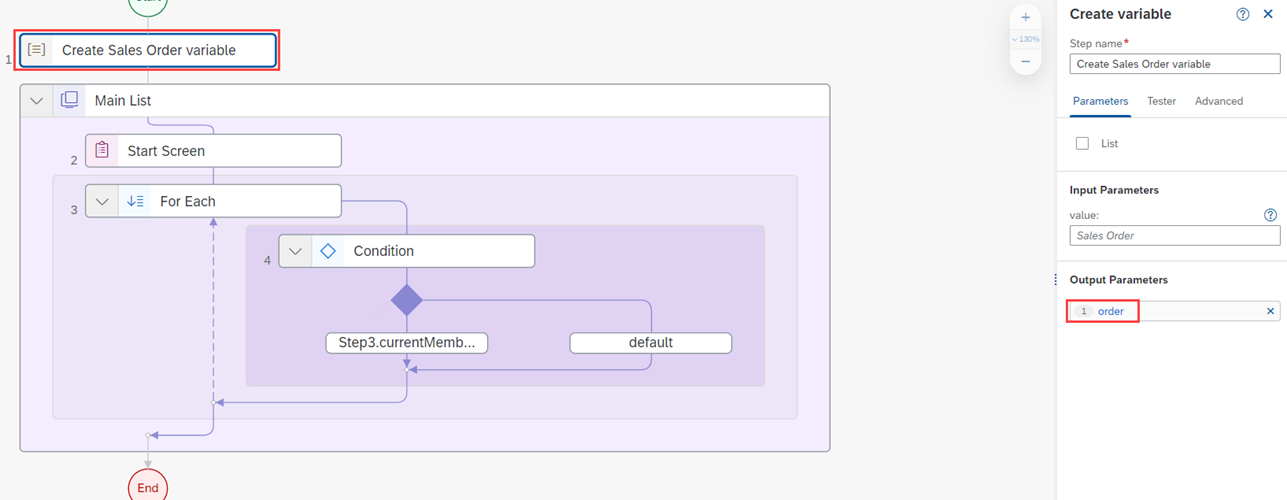 Start
1
Create Sales Order variable
Main List
2
Start Screen
3
For Each
4
Condition
Step3.currentMemb...
default
End
+
130%
−
Create variable
?
Step name*
Create Sales Order variable
Parameters Tester Advanced
List
Input Parameters
value:
?
Sales Order
Output Parameters
1 order